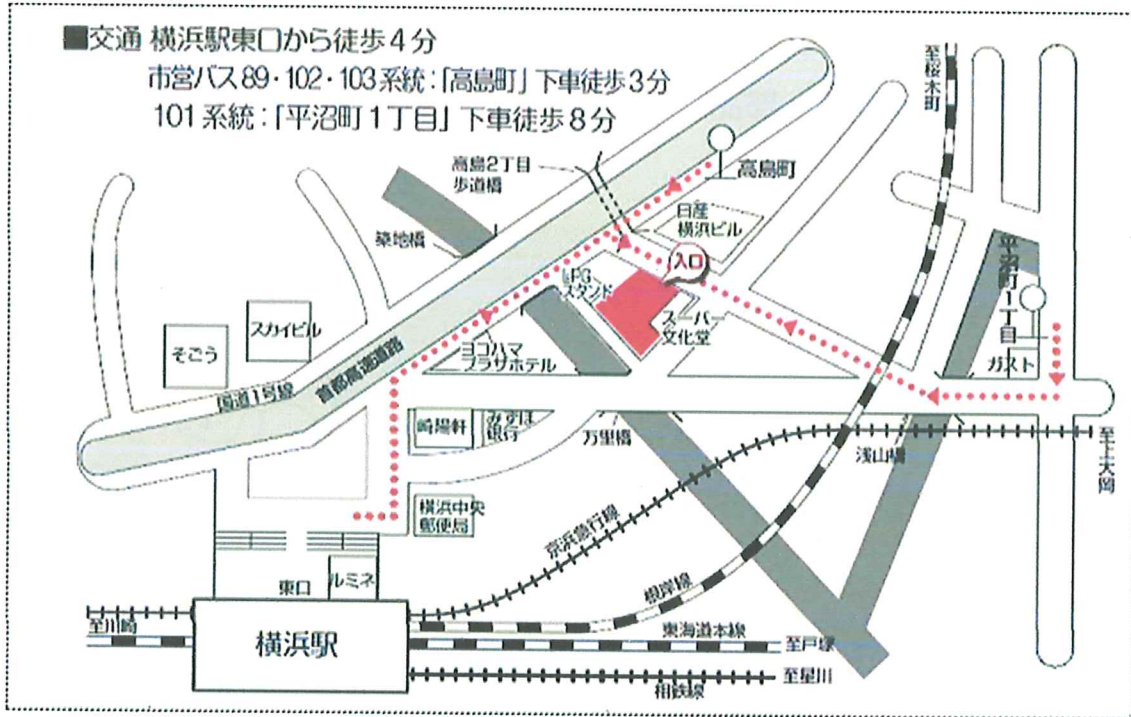 ■交通 横浜駅東口から徒歩4分
市営バス89・102・103系統:「高島町」下車徒歩3分
101系統:「平沼町1丁目」下車徒歩8分
至桜木町
高島2丁目
歩道橋
高島町
築地橋
日産
横浜ビル
入口
LPG
スタンド
スーパー
文化堂
平沼町一丁目
スカイビル
そごう
ヨコハマ
プラザホテル
ガスト
国道1号線
首都高速道路
崎陽軒
みずほ
銀行
万里橋
浅山橋
至上大岡
横浜中央
郵便局
京浜急行線
東口
ルミネ
根岸線
至川崎
横浜駅
東海道本線
至戸塚
相鉄線
至星川